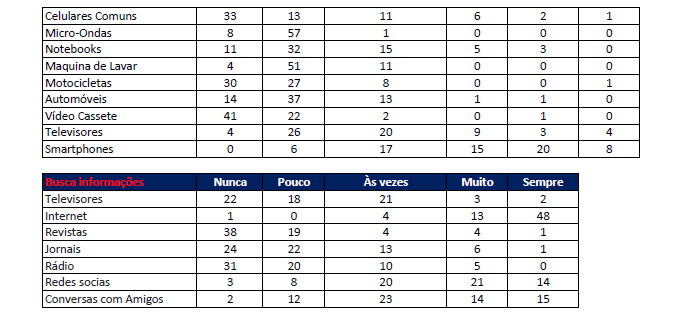 Celulares Comuns 33 13 11 6 2 1
Micro-Ondas 8 57 1 0 0 0
Notebooks 11 32 15 5 3 0
Maquina de Lavar 4 51 11 0 0 0
Motocicletas 30 27 8 0 0 1
Automóveis 14 37 13 1 1 0
Vídeo Cassete 41 22 2 0 1 0
Televisores 4 26 20 9 3 4
Smartphones 0 6 17 15 20 8
Busca informações Nunca Pouco Às vezes Muito Sempre
Televisores 22 18 21 3 2
Internet 1 0 4 13 48
Revistas 38 19 4 4 1
Jornais 24 22 13 6 1
Rádio 31 20 10 5 0
Redes socias 3 8 20 21 14
Conversas com Amigos 2 12 23 14 15